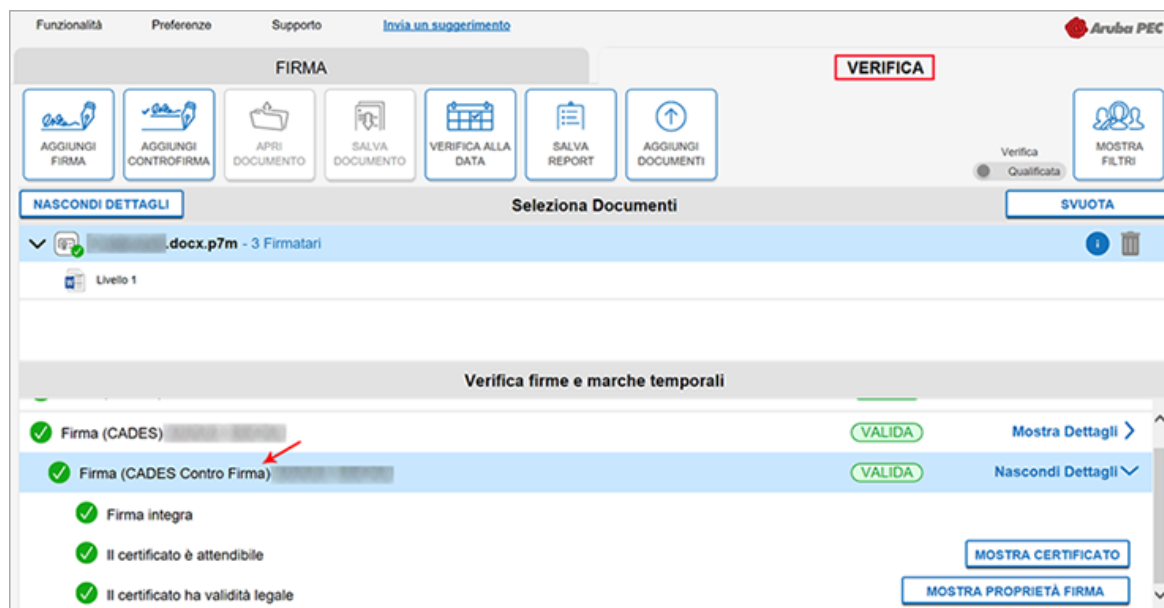 Funzionalità Preferenze Supporto Invia un suggerimento Aruba PEC
FIRMA VERIFICA
AGGIUNGI FIRMA
AGGIUNGI CONTROFIRMA
APRI DOCUMENTO
SALVA DOCUMENTO
VERIFICA ALLA DATA
SALVA REPORT
AGGIUNGI DOCUMENTI
Verifica
Qualificata
MOSTRA FILTRI
NASCONDI DETTAGLI Seleziona Documenti SVUOTA
.docx.p7m - 3 Firmatari
Livello 1
Verifica firme e marche temporali
Firma (CADES) VALIDA Mostra Dettagli
Firma (CADES Contro Firma) VALIDA Nascondi Dettagli
Firma integra
Il certificato è attendibile MOSTRA CERTIFICATO
Il certificato ha validità legale MOSTRA PROPRIETÀ FIRMA